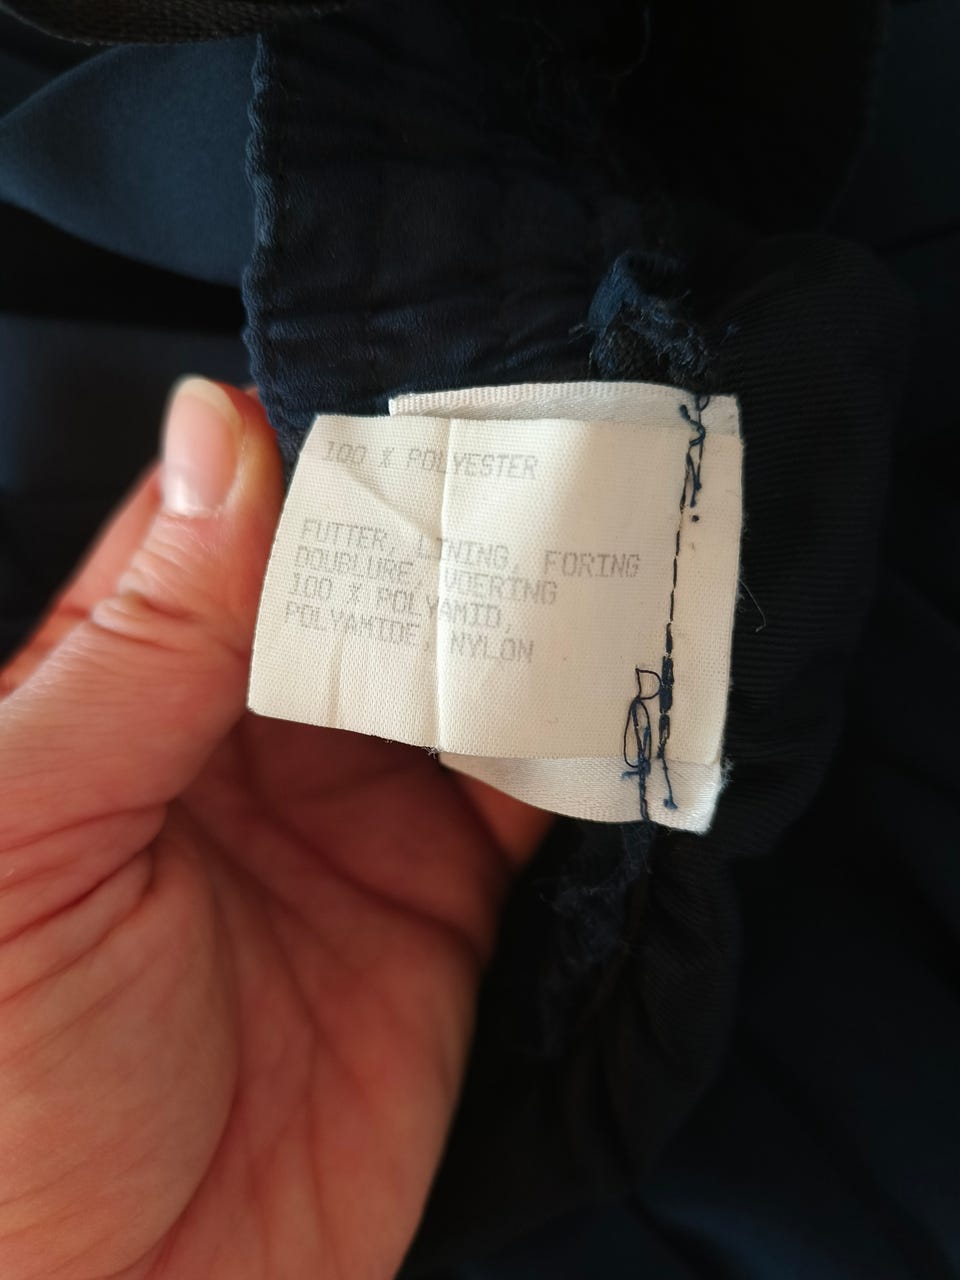 100 % POLYESTER
FUTTER, LINING, FORING
DOUBLURE, VOERING
100 % POLYAMID,
POLYAMIDE, NYLON